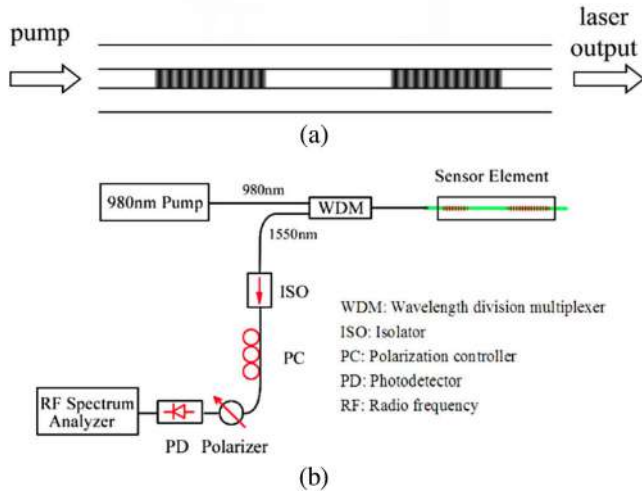 pump
laser
output
(a)
Sensor Element
980nm Pump
980nm
WDM
1550nm
ISO
PC
WDM: Wavelength division multiplexer
ISO: Isolator
PC: Polarization controller
PD: Photodetector
RF: Radio frequency
RF Spectrum
Analyzer
PD
Polarizer
(b)